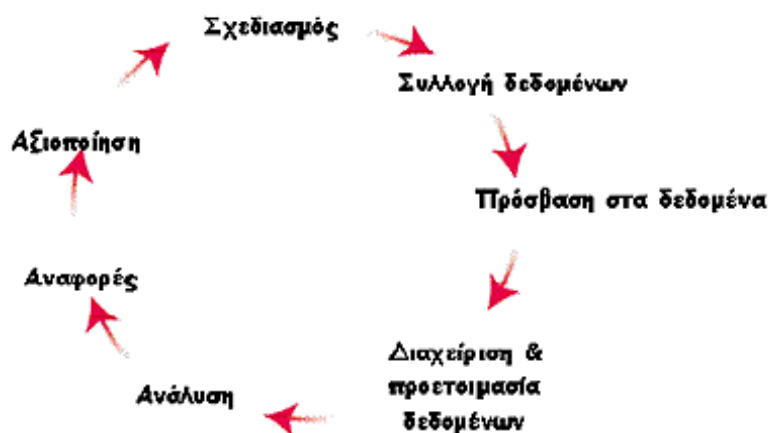 Σχεδιασμός
Συλλογή δεδομένων
Πρόσβαση στα δεδομένα
Διαχείριση &
προετοιμασία
δεδομένων
Ανάλυση
Αναφορές
Αξιοποίηση